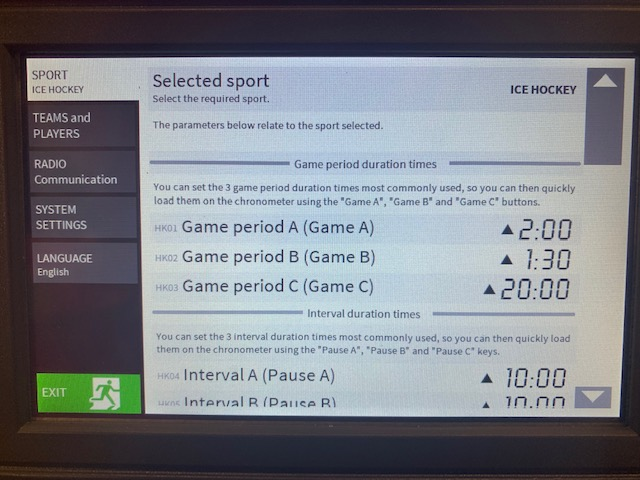 SPORT
ICE HOCKEY
TEAMS and
PLAYERS
RADIO
Communication
SYSTEM
SETTINGS
LANGUAGE
English
EXIT
Selected sport
Select the required sport.
ICE HOCKEY
The parameters below relate to the sport selected.
Game period duration times
You can set the 3 game period duration times most commonly used, so you can then quickly
load them on the chronometer using the "Game A", "Game B" and "Game C" buttons.
HK01 Game period A (Game A) ▲2:00
HK02 Game period B (Game B) ▲ 1:30
HK03 Game period C (Game C) ▲20:00
Interval duration times
You can set the 3 interval duration times most commonly used, so you can then quickly load
them on the chronometer using the "Pause A", "Pause B" and "Pause C" keys.
HK04 Interval A (Pause A) ▲ 10:00
HK05 Interval B (Pause B) ▲ 10:00